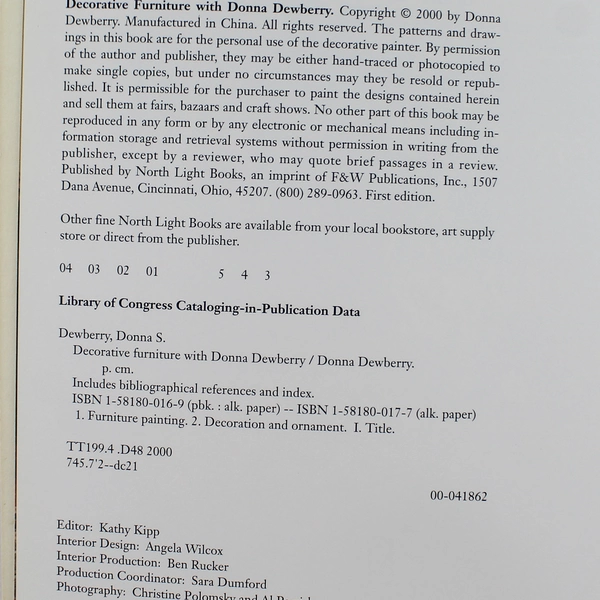 Decorative Furniture with Donna Dewberry. Copyright © 2000 by Donna
Dewberry. Manufactured in China. All rights reserved. The patterns and draw-
ings in this book are for the personal use of the decorative painter. By permission
of the author and publisher, they may be either hand-traced or photocopied to
make single copies, but under no circumstances may they be resold or repub-
lished. It is permissible for the purchaser to paint the designs contained herein
and sell them at fairs, bazaars and craft shows. No other part of this book may be
reproduced in any form or by any electronic or mechanical means including in-
formation storage and retrieval systems without permission in writing from the
publisher, except by a reviewer, who may quote brief passages in a review.
Published by North Light Books, an imprint of F&W Publications, Inc., 1507
Dana Avenue, Cincinnati, Ohio, 45207. (800) 289-0963. First edition.
Other fine North Light Books are available from your local bookstore, art supply
store or direct from the publisher.
04 03 02 01 5 4 3
Library of Congress Cataloging-in-Publication Data
Dewberry, Donna S.
Decorative furniture with Donna Dewberry / Donna Dewberry.
p. cm.
Includes bibliographical references and index.
ISBN 1-58180-016-9 (pbk. : alk. paper) -- ISBN 1-58180-017-7 (alk. paper)
1. Furniture painting. 2. Decoration and ornament. I. Title.
TT199.4 .D48 2000
745.7'2--dc21
00-041862
Editor: Kathy Kipp
Interior Design: Angela Wilcox
Interior Production: Ben Rucker
Production Coordinator: Sara Dumford
Photography: Christine Polomsky and Al